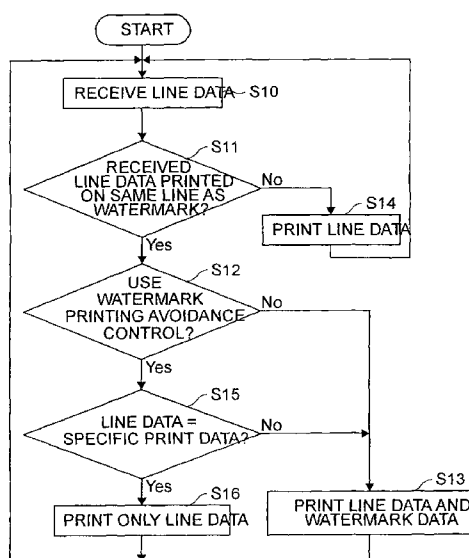 START
RECEIVE LINE DATA
S10
S11
RECEIVED
LINE DATA PRINTED
ON SAME LINE AS
WATERMARK?
No
S14
PRINT LINE DATA
Yes
S12
USE
WATERMARK
PRINTING AVOIDANCE
CONTROL?
No
Yes
S15
LINE DATA =
SPECIFIC PRINT DATA?
No
Yes
S16
PRINT ONLY LINE DATA
S13
PRINT LINE DATA AND
WATERMARK DATA